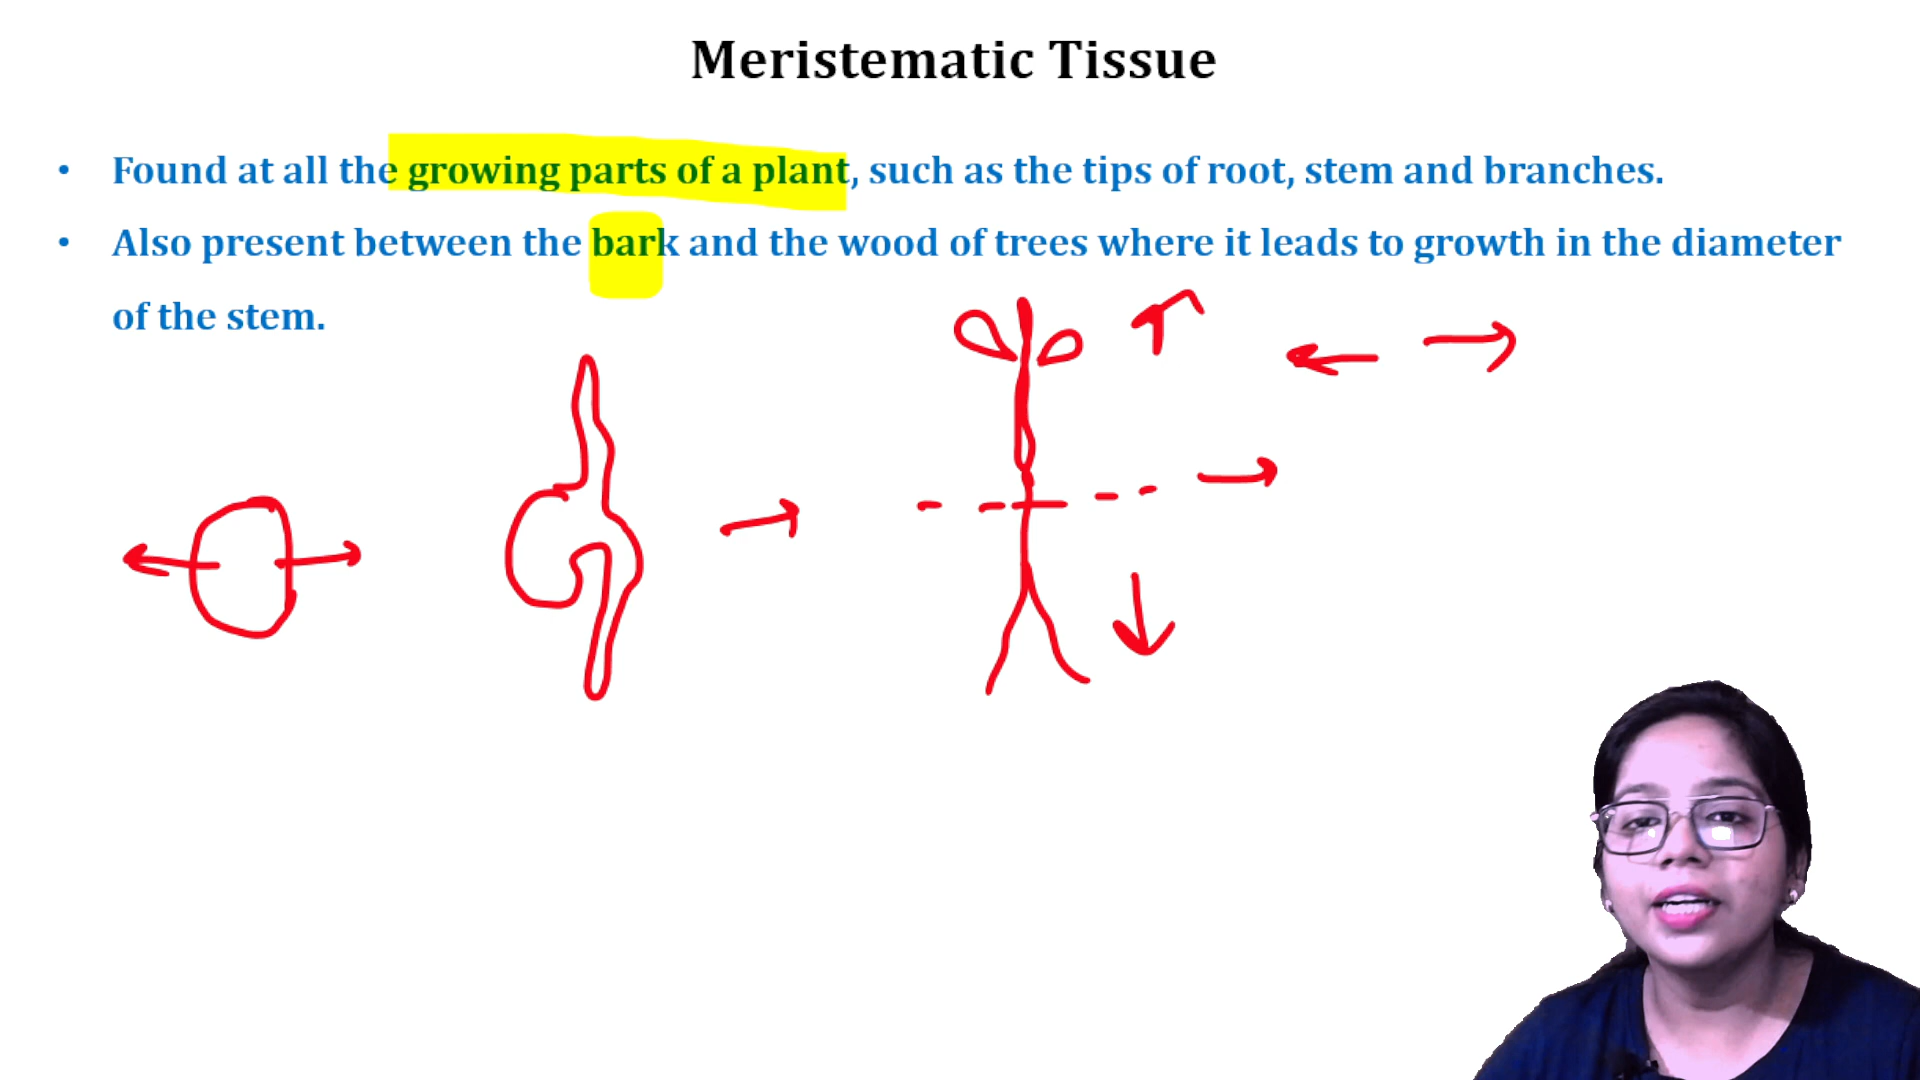 Meristematic Tissue
• Found at all the growing parts of a plant, such as the tips of root, stem and branches.
• Also present between the bark and the wood of trees where it leads to growth in the diameter
of the stem.